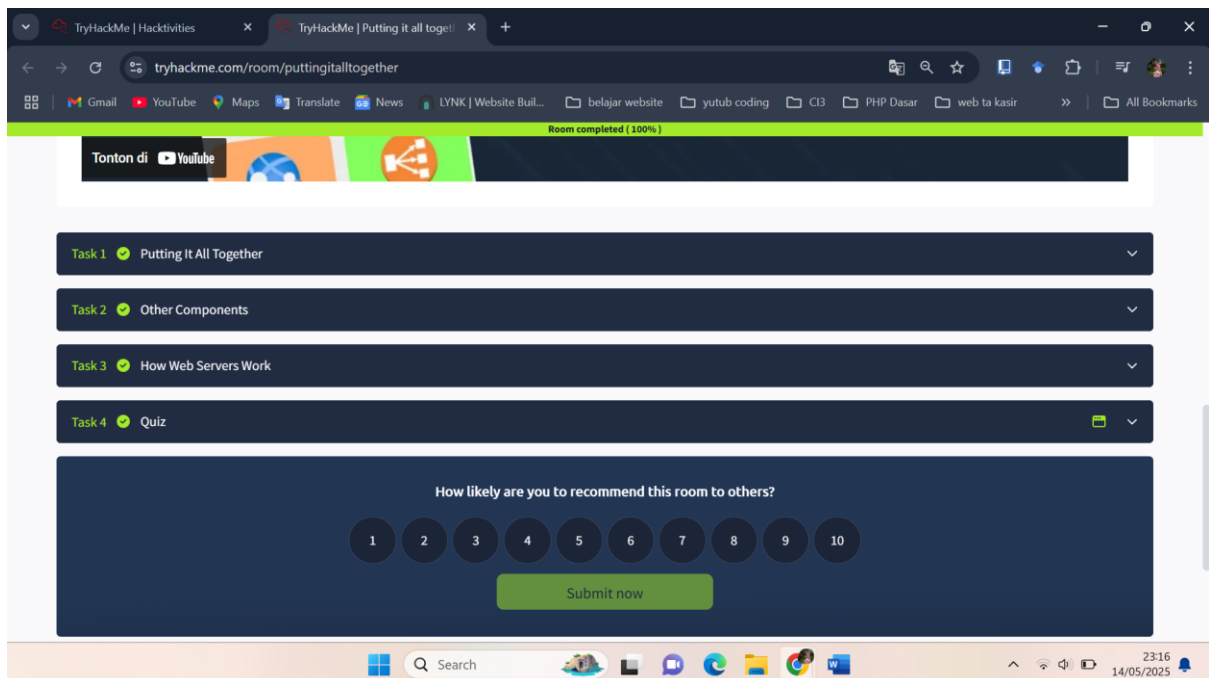 TryHackMe | Hacktivities
TryHackMe | Putting it all toget
tryhackme.com/room/puttingitalltogether
Gmail YouTube Maps Translate News LYNK | Website Buil... belajar website yutub coding CI3 PHP Dasar web ta kasir » All Bookmarks
Room completed ( 100% )
Tonton di YouTube
Task 1 Putting It All Together
Task 2 Other Components
Task 3 How Web Servers Work
Task 4 Quiz
How likely are you to recommend this room to others?
1 2 3 4 5 6 7 8 9 10
Submit now
Search
23:16
14/05/2025